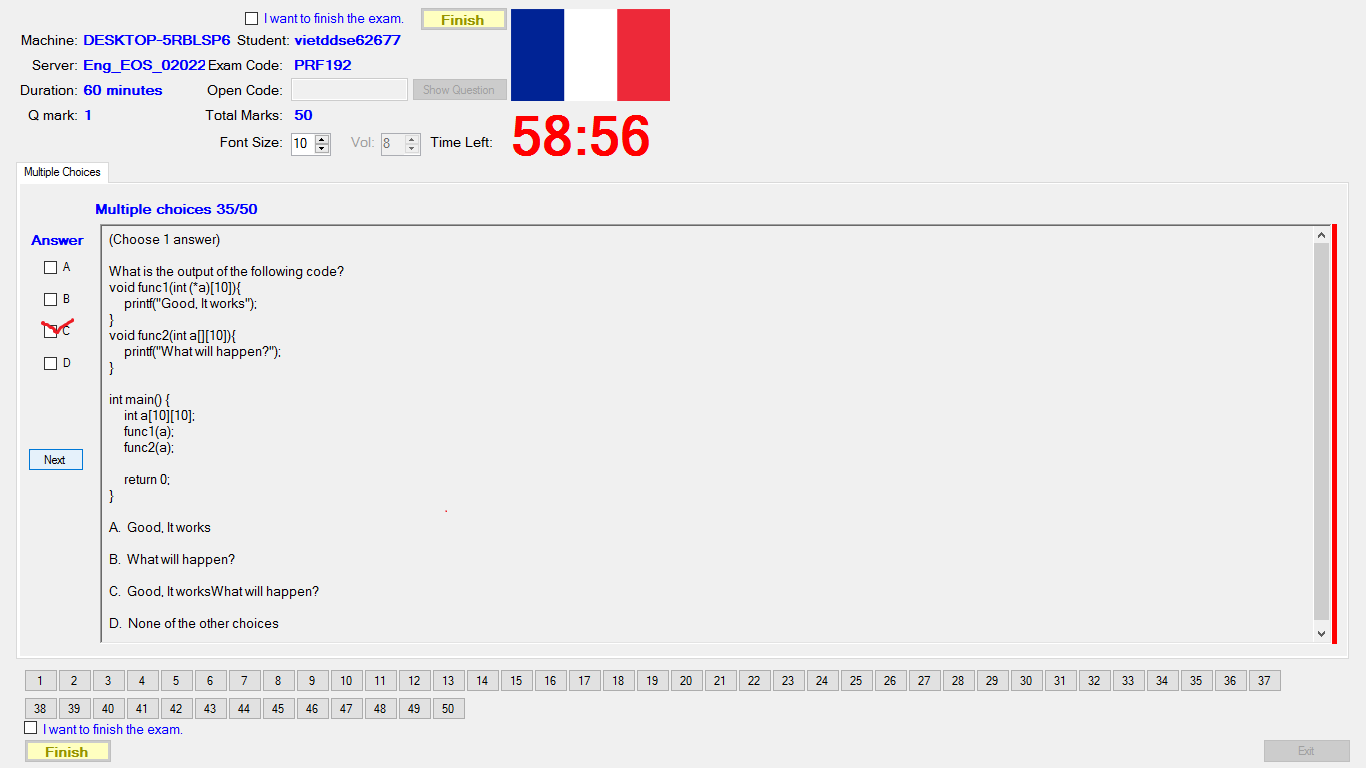 I want to finish the exam. Finish
Machine: DESKTOP-5RBLSP6 Student: vietddse62677
Server: Eng_EOS_02022 Exam Code: PRF192
Duration: 60 minutes Open Code: Show Question
Q mark: 1 Total Marks: 50
Font Size: 10 Vol: 8 Time Left: 58:56
Multiple Choices
Multiple choices 35/50
Answer
A
B
C
D
Next
(Choose 1 answer)
What is the output of the following code?
void func1(int (*a)[10]){
printf("Good, It works");
}
void func2(int a[][10]){
printf("What will happen?");
}
int main() {
int a[10][10];
func1(a);
func2(a);
return 0;
}
A. Good, It works
B. What will happen?
C. Good, It worksWhat will happen?
D. None of the other choices
1 2 3 4 5 6 7 8 9 10 11 12 13 14 15 16 17 18 19 20 21 22 23 24 25 26 27 28 29 30 31 32 33 34 35 36 37
38 39 40 41 42 43 44 45 46 47 48 49 50
I want to finish the exam.
Finish Exit